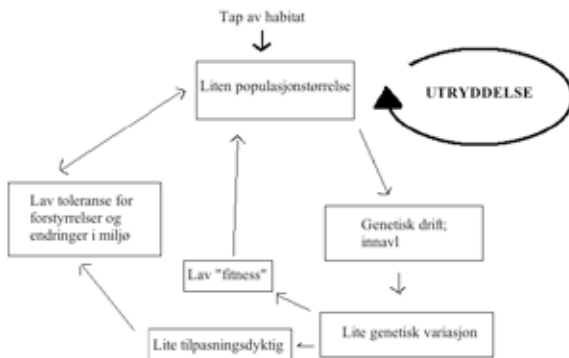 Tap av habitat
Liten populasjonstørrelse
UTRYDDELSE
Lav toleranse for
forstyrrelser og
endringer i miljø
Genetisk drift;
innavl
Lav "fitness"
Lite genetisk variasjon
Lite tilpasningsdyktig